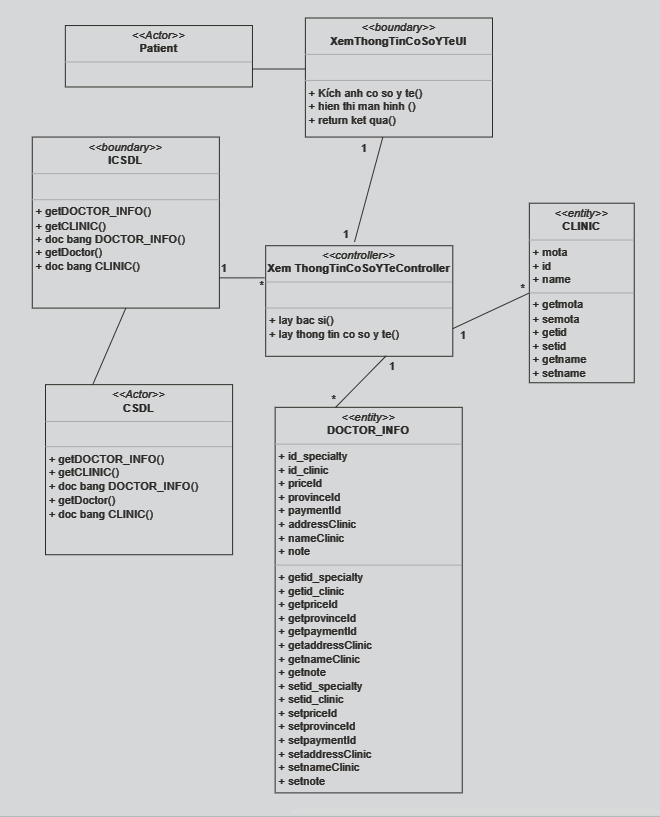 <<Actor>>
Patient
<<boundary>>
XemThongTinCoSoYTeUI
+ Kích anh co so y te()
+ hien thi man hinh ()
+ return ket qua()
1
1
<<boundary>>
ICSDL
+ getDOCTOR_INFO()
+ getCLINIC()
+ doc bang DOCTOR_INFO()
+ getDoctor()
+ doc bang CLINIC()
1
*
<<controller>>
Xem ThongTinCoSoYTeController
+ lay bac si()
+ lay thong tin co so y te()
1
*
<<entity>>
CLINIC
+ mota
+ id
+ name
+ getmota
+ semota
+ getid
+ setid
+ getname
+ setname
1
*
<<Actor>>
CSDL
+ getDOCTOR_INFO()
+ getCLINIC()
+ doc bang DOCTOR_INFO()
+ getDoctor()
+ doc bang CLINIC()
<<entity>>
DOCTOR_INFO
+ id_specialty
+ id_clinic
+ priceId
+ provinceId
+ paymentId
+ addressClinic
+ nameClinic
+ note
+ getid_specialty
+ getid_clinic
+ getpriceId
+ getprovinceId
+ getpaymentId
+ getaddressClinic
+ getnameClinic
+ getnote
+ setid_specialty
+ setid_clinic
+ setpriceId
+ setprovinceId
+ setpaymentId
+ setaddressClinic
+ setnameClinic
+ setnote